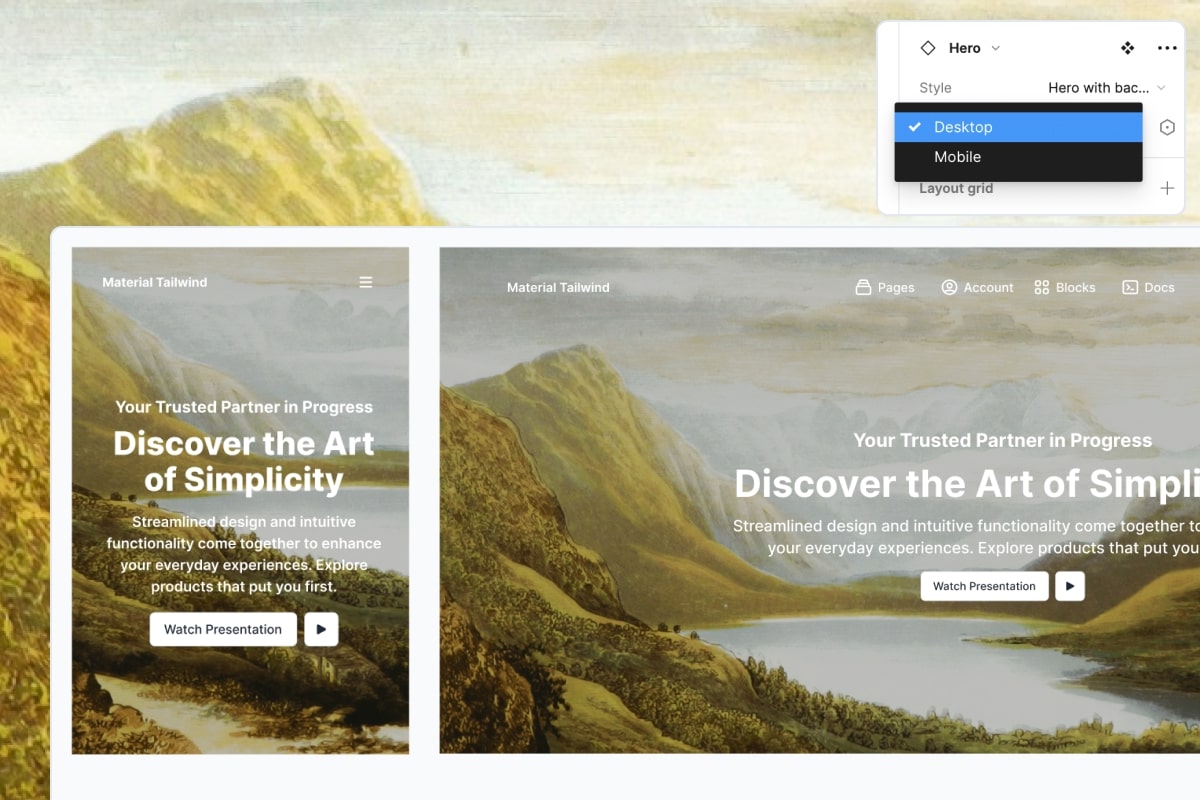 Hero
Style
Hero with bac...
Desktop
Mobile
Layout grid
Material Tailwind
Your Trusted Partner in Progress
Discover the Art
of Simplicity
Streamlined design and intuitive
functionality come together to enhance
your everyday experiences. Explore
products that put you first.
Watch Presentation
Material Tailwind
Pages
Account
Blocks
Docs
Your Trusted Partner in Progress
Discover the Art of Simpli
Streamlined design and intuitive functionality come together to
your everyday experiences. Explore products that put you
Watch Presentation